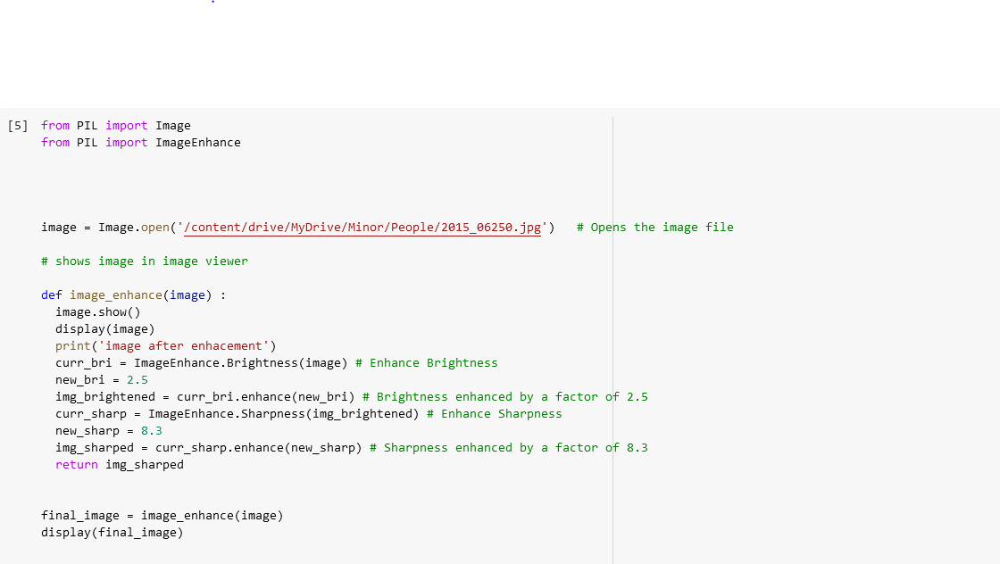 [5] from PIL import Image
from PIL import ImageEnhance
image = Image.open('/content/drive/MyDrive/Minor/People/2015_06250.jpg')   # Opens the image file
# shows image in image viewer
def image_enhance(image) :
  image.show()
  display(image)
  print('image after enhacement')
  curr_bri = ImageEnhance.Brightness(image) # Enhance Brightness
  new_bri = 2.5
  img_brightened = curr_bri.enhance(new_bri) # Brightness enhanced by a factor of 2.5
  curr_sharp = ImageEnhance.Sharpness(img_brightened) # Enhance Sharpness
  new_sharp = 8.3
  img_sharped = curr_sharp.enhance(new_sharp) # Sharpness enhanced by a factor of 8.3
  return img_sharped
final_image = image_enhance(image)
display(final_image)